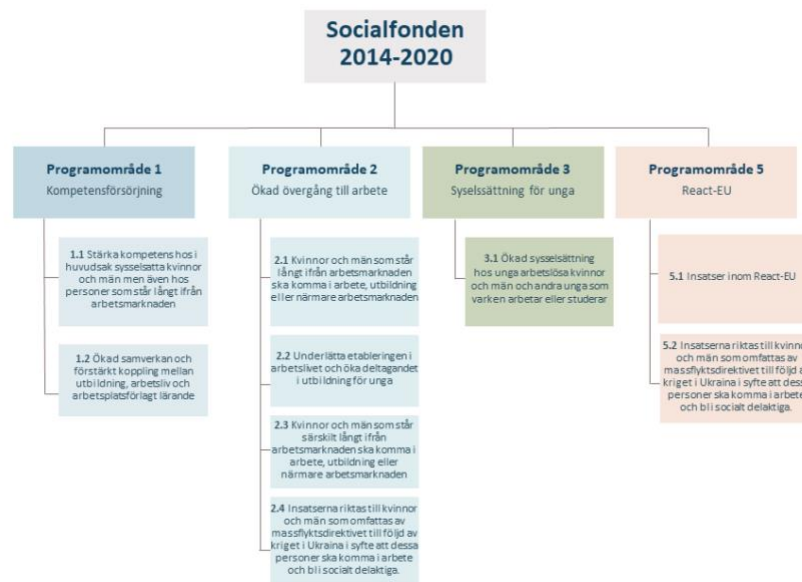 Socialfonden
2014-2020
Programområde 1
Kompetensförsörjning
Programområde 2
Ökad övergång till arbete
Programområde 3
Syselssättning för unga
Programområde 5
React-EU
1.1 Stärka kompetens hos i
huvudsak sysselsatta kvinnor
och män men även hos
personer som står långt ifrån
arbetsmarknaden
1.2 Ökad samverkan och
förstärkt koppling mellan
utbildning, arbetsliv och
arbetsplatsförlagt lärande
2.1 Kvinnor och män som står
långt ifrån arbetsmarknaden
ska komma i arbete, utbildning
eller närmare arbetsmarknaden
2.2 Underlätta etableringen i
arbetslivet och öka deltagandet
i utbildning för unga
2.3 Kvinnor och män som står
särskilt långt ifrån
arbetsmarknaden ska komma i
arbete, utbildning eller
närmare arbetsmarknaden
2.4 Insatserna riktas till kvinnor
och män som omfattas av
massflyktsdirektivet till följd av
kriget i Ukraina i syfte att dessa
personer ska komma i arbete
och bli socialt delaktiga.
3.1 Ökad sysselsättning
hos unga arbetslösa kvinnor
och män och andra unga som
varken arbetar eller studerar
5.1 Insatser inom React-EU
5.2 Insatserna riktas till kvinnor
och män som omfattas av
massflyktsdirektivet till följd av
kriget i Ukraina i syfte att dessa
personer ska komma i arbete
och bli socialt delaktiga.